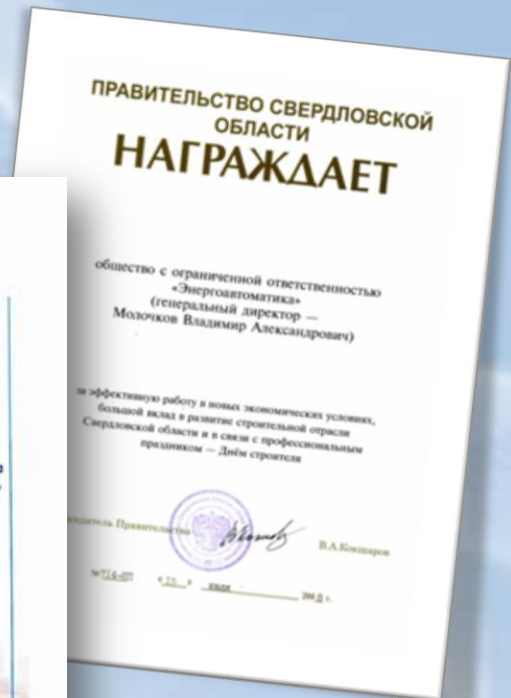 ПРАВИТЕЛЬСТВО СВЕРДЛОВСКОЙ
ОБЛАСТИ
НАГРАЖДАЕТ
общество с ограниченной ответственностью
«Энергоавтоматика»
(генеральный директор —
Молочков Владимир Александрович)
за эффективную работу в новых экономических условиях,
большой вклад в развитие строительной отрасли
Свердловской области и в связи с профессиональным
праздником — Днём строителя
Правительства
В.А.Кокшаров